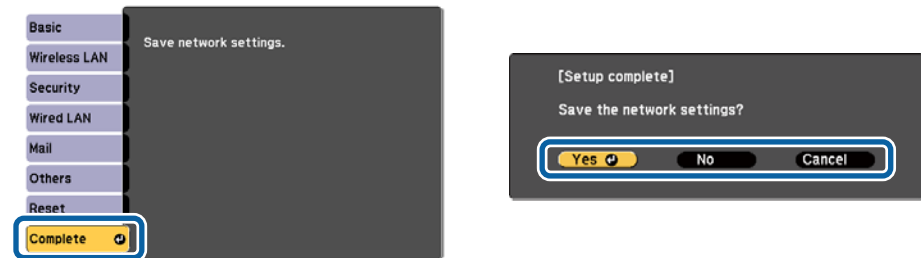 Basic
Save network settings.
Wireless LAN
Security
Wired LAN
Mail
Others
Reset
Complete
[Setup complete]
Save the network settings?
Yes No Cancel